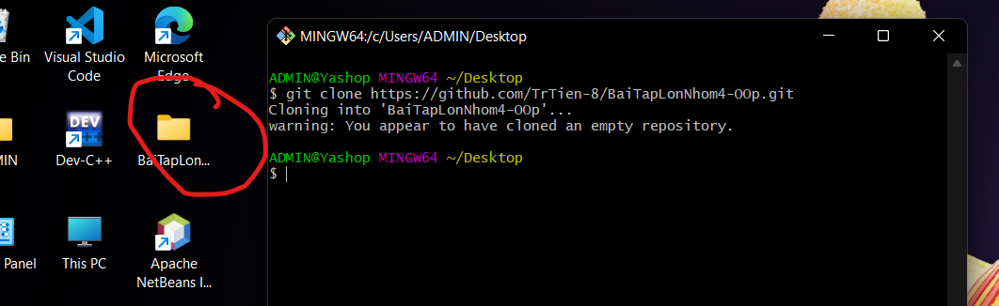 e Bin
Visual Studio
Code
Microsoft
Edge
MIN
DEV
Dev-C++
BaiTapLon...
Panel
This PC
Apache
NetBeans I...
MINGW64:/c/Users/ADMIN/Desktop
ADMIN@Yashop MINGW64 ~/Desktop
$ git clone https://github.com/TrTien-8/BaiTapLonNhom4-OOp.git
Cloning into 'BaiTapLonNhom4-OOp'...
warning: You appear to have cloned an empty repository.
ADMIN@Yashop MINGW64 ~/Desktop
$